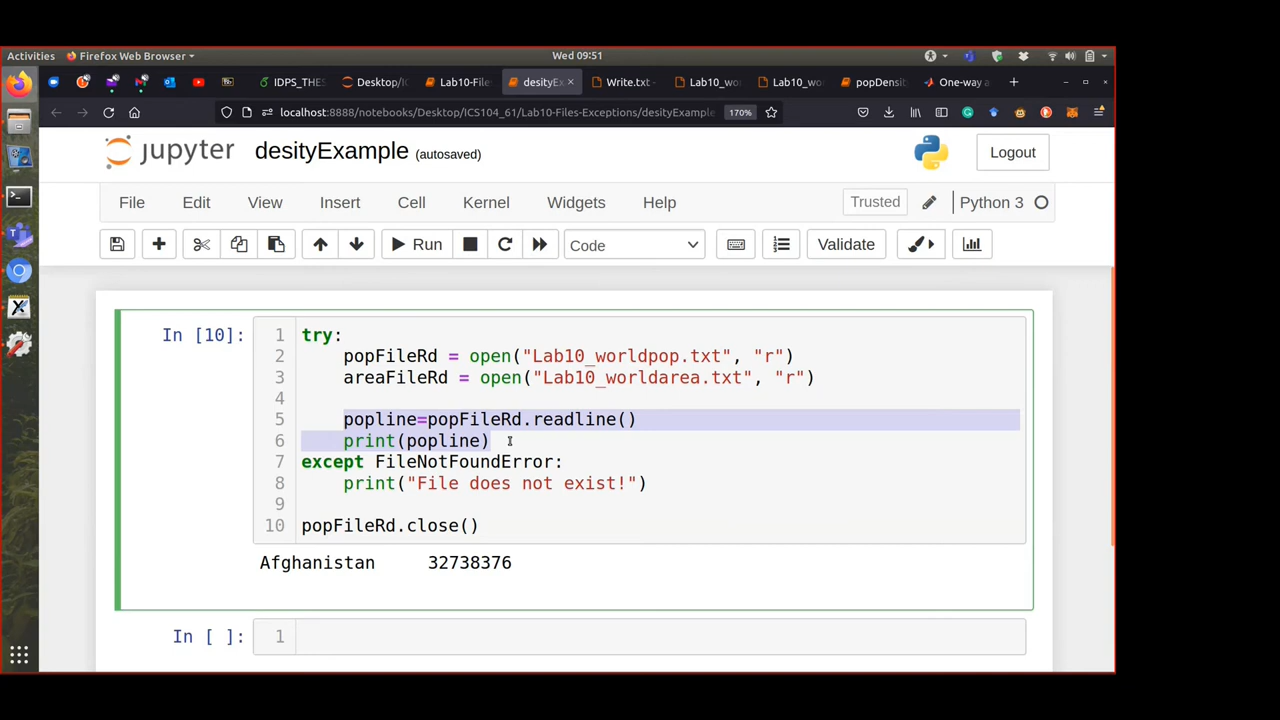 Activities Firefox Web Browser Wed 09:51
IDPS_THES Desktop/IC Lab10-File desityEx × Write.txt - Lab10_wo Lab10_wo popDensity One-way a
localhost:8888/notebooks/Desktop/ICS104_61/Lab10-Files-Exceptions/desityExample 170%
jupyter desityExample (autosaved) Logout
File Edit View Insert Cell Kernel Widgets Help Trusted Python 3
Run Code Validate
In [10]: 1 try:
2 popFileRd = open("Lab10_worldpop.txt", "r")
3 areaFileRd = open("Lab10_worldarea.txt", "r")
4
5 popline=popFileRd.readline()
6 print(popline)
7 except FileNotFoundError:
8 print("File does not exist!")
9
10 popFileRd.close()
Afghanistan 32738376
In [ ]: 1